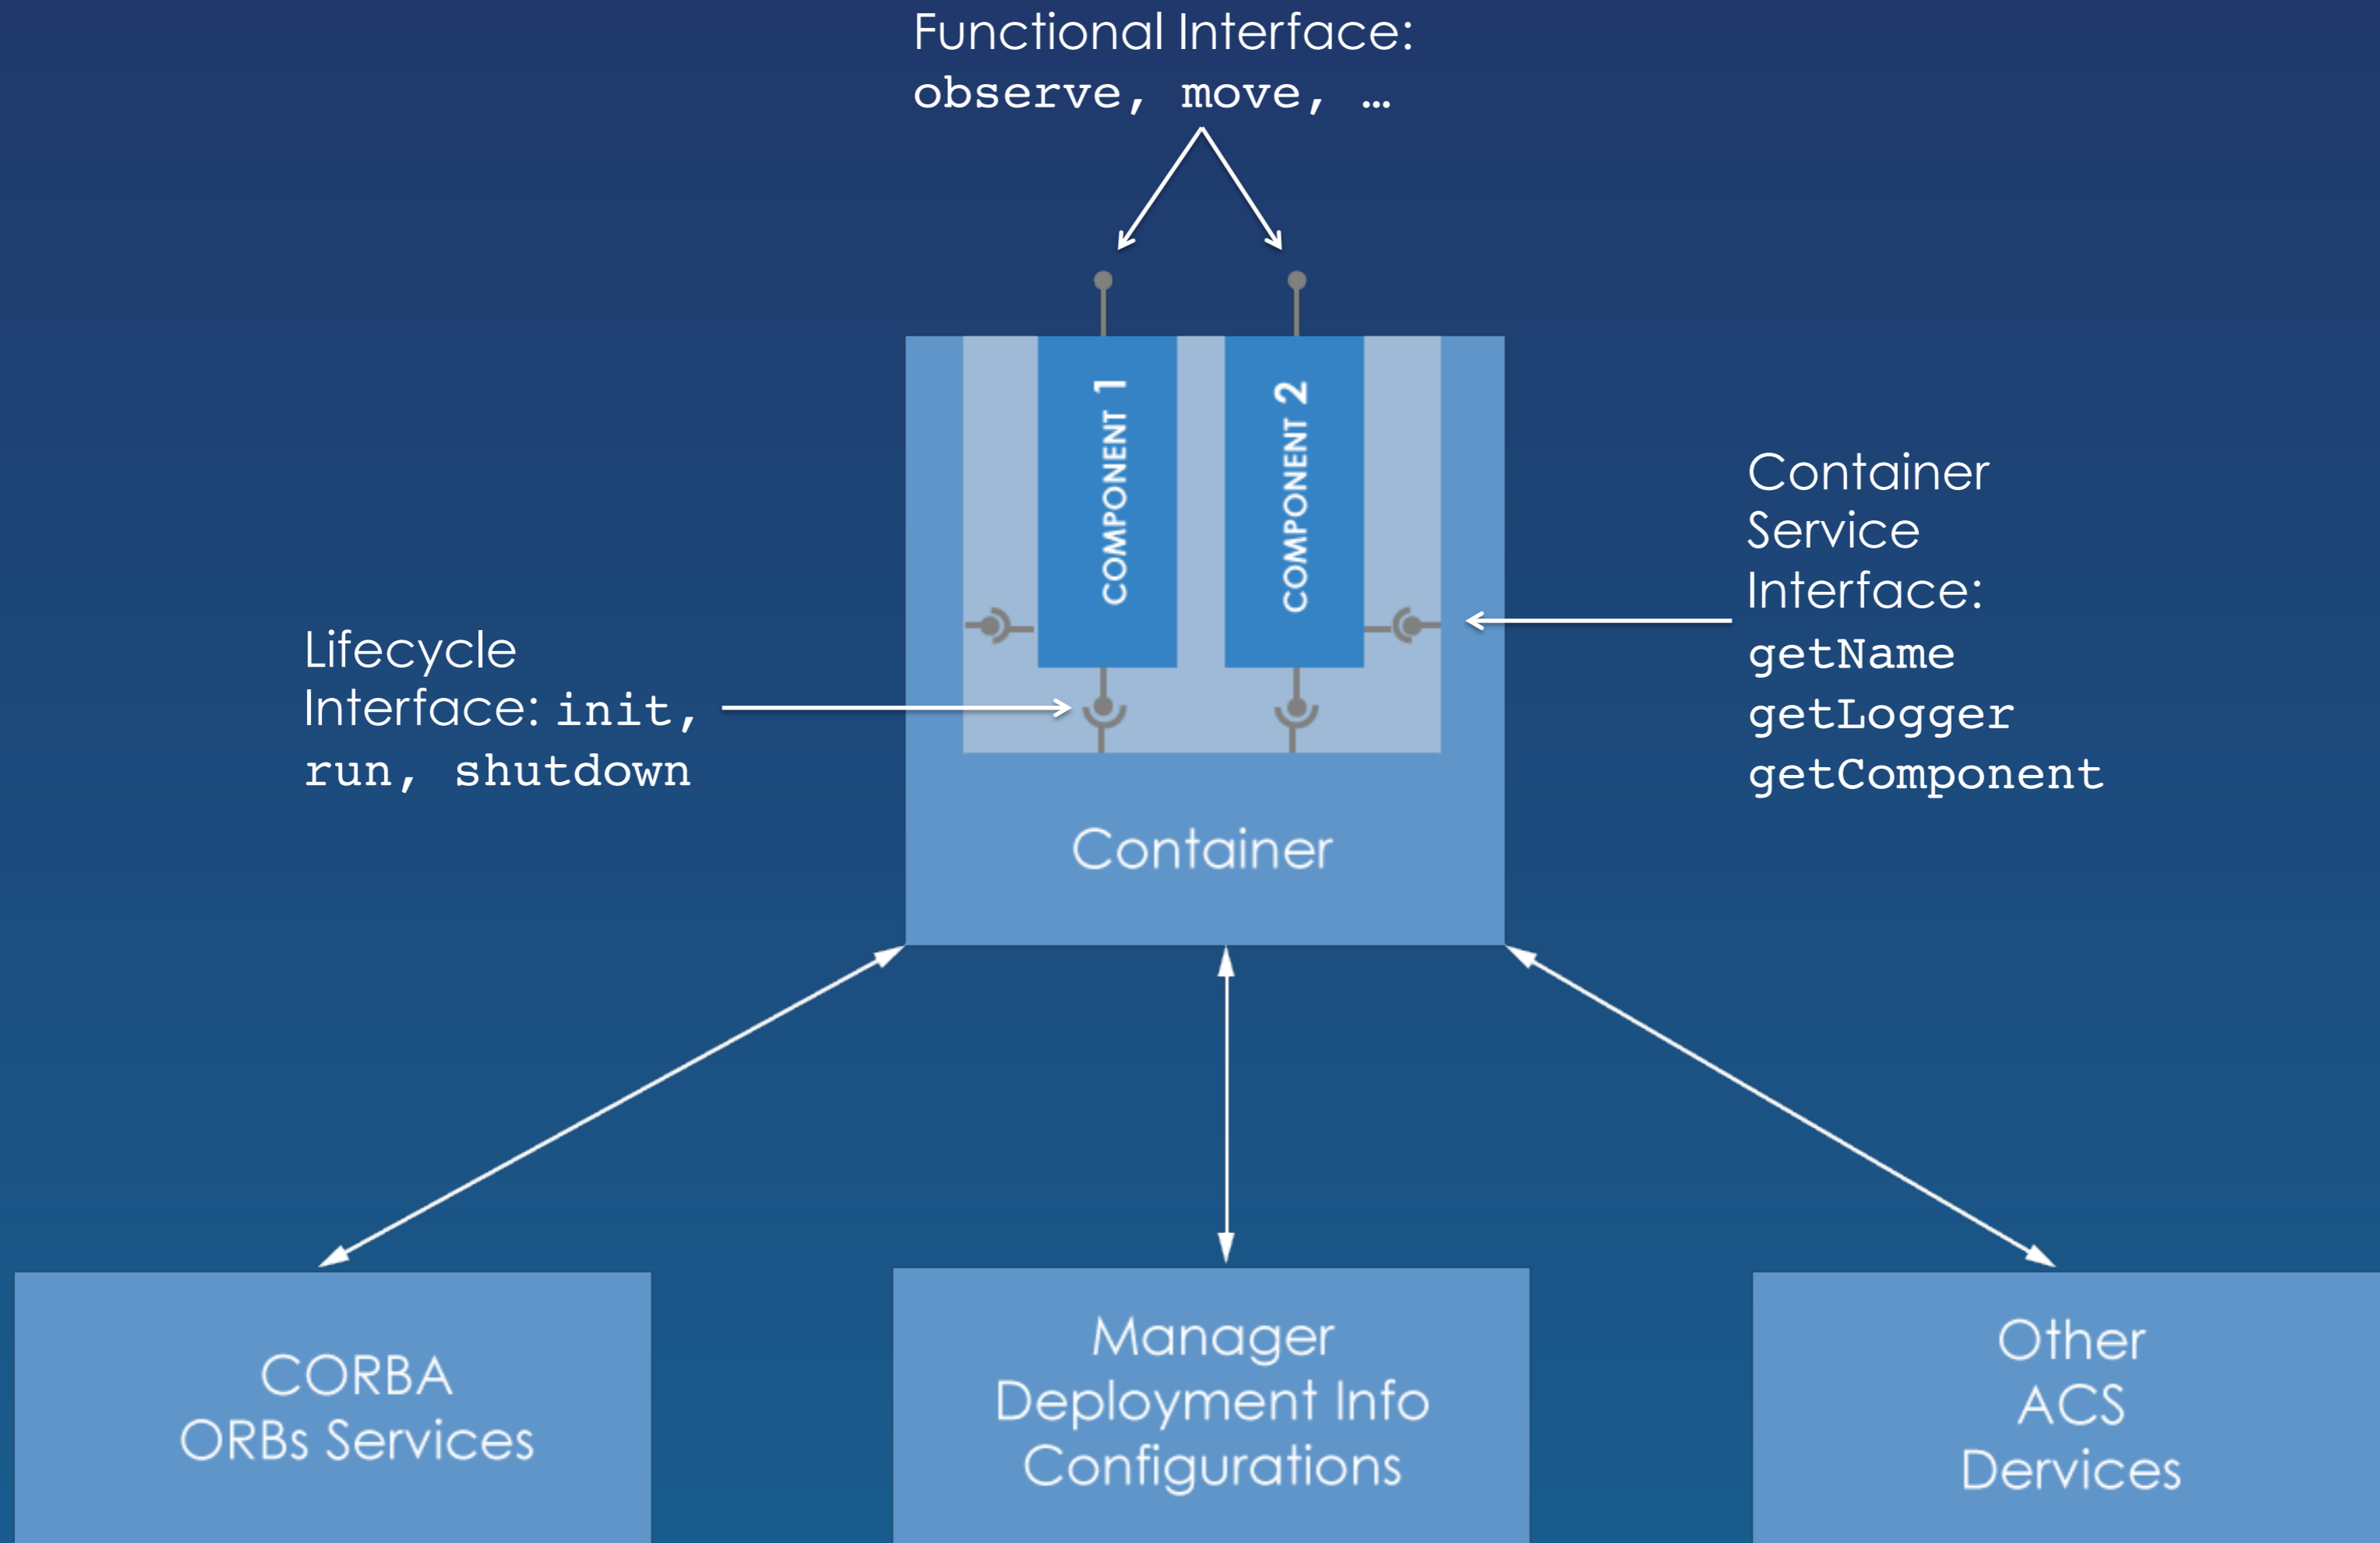 Functional Interface:
observe, move, …
COMPONENT 1
COMPONENT 2
Container
Service
Interface:
getName
getLogger
getComponent
Lifecycle
Interface: init,
run, shutdown
Container
CORBA
ORBs Services
Manager
Deployment Info
Configurations
Other
ACS
Dervices